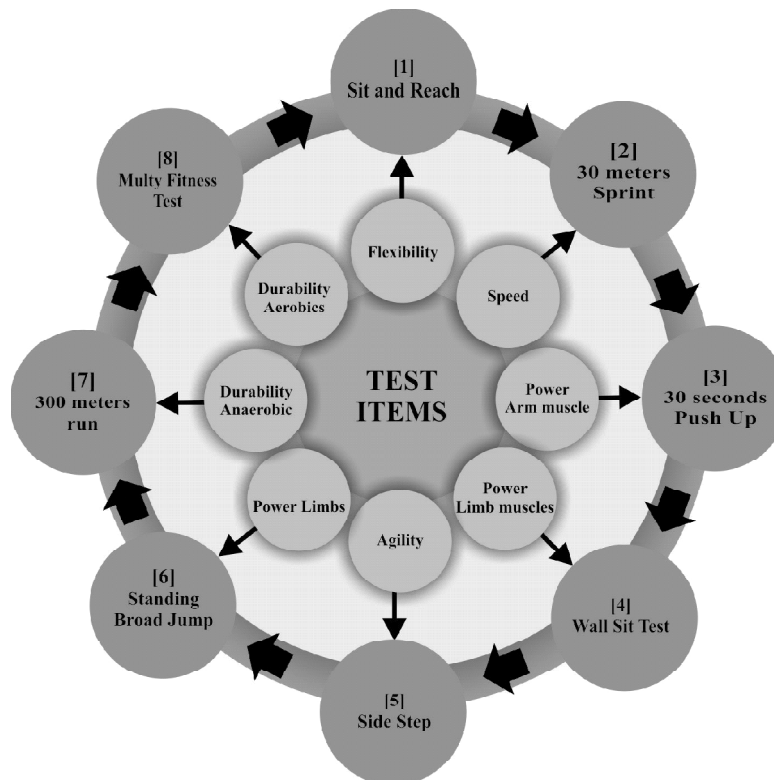 [1]
Sit and Reach
[2]
30 meters
Sprint
[3]
30 seconds
Push Up
[4]
Wall Sit Test
[5]
Side Step
[6]
Standing
Broad Jump
[7]
300 meters
run
[8]
Multy Fitness
Test
Flexibility
Speed
Power
Arm muscle
Power
Limb muscles
Agility
Power Limbs
Durability
Anaerobic
Durability
Aerobics
TEST
ITEMS